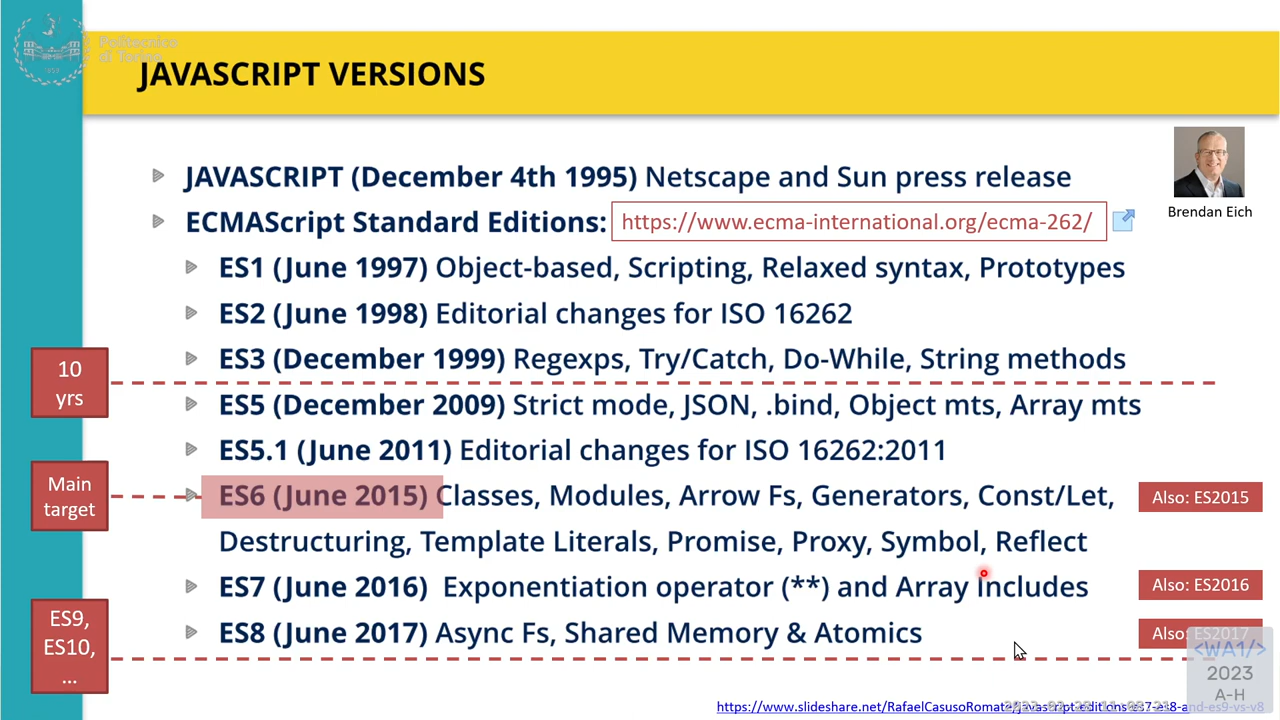 Politecnico
di Torino
JAVASCRIPT VERSIONS
JAVASCRIPT (December 4th 1995) Netscape and Sun press release
Brendan Eich
ECMAScript Standard Editions: https://www.ecma-international.org/ecma-262/
ES1 (June 1997) Object-based, Scripting, Relaxed syntax, Prototypes
ES2 (June 1998) Editorial changes for ISO 16262
ES3 (December 1999) Regexps, Try/Catch, Do-While, String methods
10
yrs
ES5 (December 2009) Strict mode, JSON, .bind, Object mts, Array mts
ES5.1 (June 2011) Editorial changes for ISO 16262:2011
Main
target
ES6 (June 2015) Classes, Modules, Arrow Fs, Generators, Const/Let,
Also: ES2015
Destructuring, Template Literals, Promise, Proxy, Symbol, Reflect
ES7 (June 2016) Exponentiation operator (**) and Array includes
Also: ES2016
ES8 (June 2017) Async Fs, Shared Memory & Atomics
Also: ES2017
ES9,
ES10,
...
<WA1/>
2023
A-H
https://www.slideshare.net/RafaelCasusoRomate/javascript-editions-es7-es8-and-es9-vs-v8